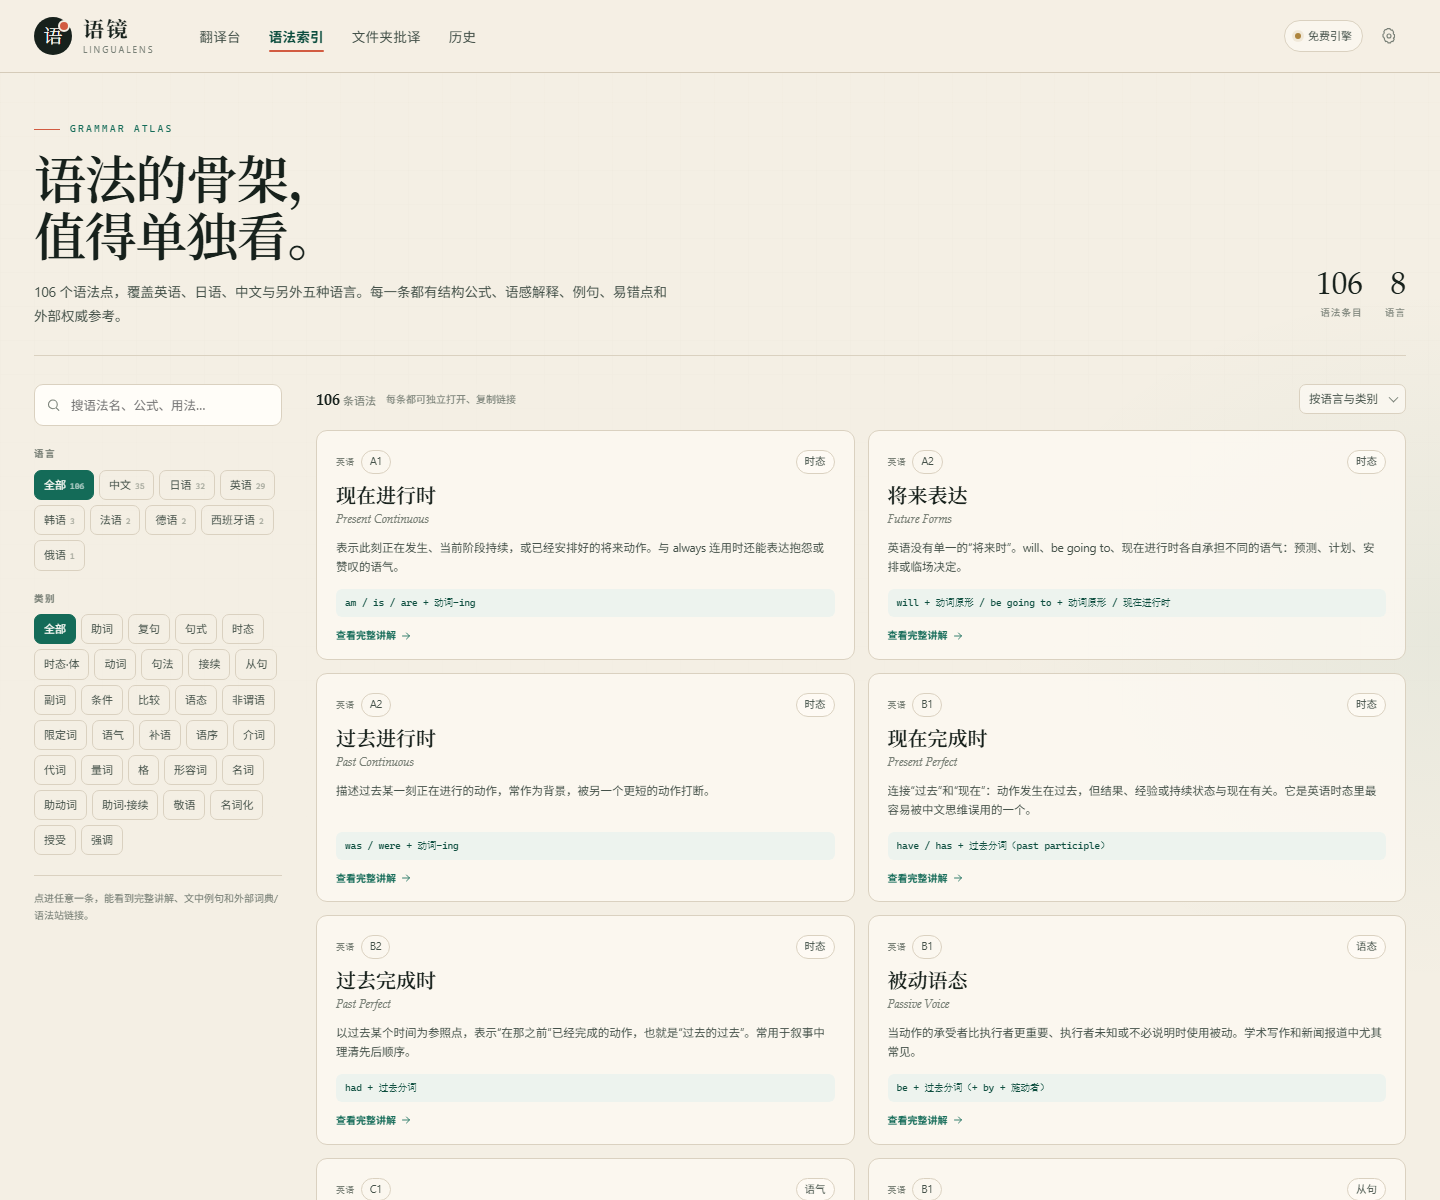 语
语镜
LINGUALENS
翻译台
语法索引
文件夹批译
历史
免费引擎
GRAMMAR ATLAS
语法的骨架，
值得单独看。
106 个语法点，覆盖英语、日语、中文与另外五种语言。每一条都有结构公式、语感解释、例句、易错点和
外部权威参考。
106
语法条目
8
语言
搜语法名、公式、用法…
语言
全部 106
中文 35
日语 32
英语 29
韩语 3
法语 2
德语 2
西班牙语 2
俄语 1
类别
全部
助词
复句
句式
时态
时态·体
动词
句法
接续
从句
副词
条件
比较
语态
非谓语
限定词
语气
补语
语序
介词
代词
量词
格
形容词
名词
助动词
助词·接续
敬语
名词化
授受
强调
点进任意一条，能看到完整讲解、文中例句和外部词典/
语法站链接。
106 条语法 每条都可独立打开、复制链接
按语言与类别
英语 A1 时态
现在进行时
Present Continuous
表示此刻正在发生、当前阶段持续，或已经安排好的将来动作。与 always 连用时还能表达抱怨或
赞叹的语气。
am / is / are + 动词-ing
查看完整讲解 →
英语 A2 时态
将来表达
Future Forms
英语没有单一的“将来时”。will、be going to、现在进行时各自承担不同的语气：预测、计划、安
排或临场决定。
will + 动词原形 / be going to + 动词原形 / 现在进行时
查看完整讲解 →
英语 A2 时态
过去进行时
Past Continuous
描述过去某一刻正在进行的动作，常作为背景，被另一个更短的动作打断。
was / were + 动词-ing
查看完整讲解 →
英语 B1 时态
现在完成时
Present Perfect
连接“过去”和“现在”：动作发生在过去，但结果、经验或持续状态与现在有关。它是英语时态里最
容易被中文思维误用的一个。
have / has + 过去分词（past participle）
查看完整讲解 →
英语 B2 时态
过去完成时
Past Perfect
以过去某个时间为参照点，表示“在那之前”已经完成的动作，也就是“过去的过去”。常用于叙事中
理清先后顺序。
had + 过去分词
查看完整讲解 →
英语 B1 语态
被动语态
Passive Voice
当动作的承受者比执行者更重要、执行者未知或不必说明时使用被动。学术写作和新闻报道中尤其
常见。
be + 过去分词（+ by + 施动者）
查看完整讲解 →
英语 C1 语气
英语 B1 从句